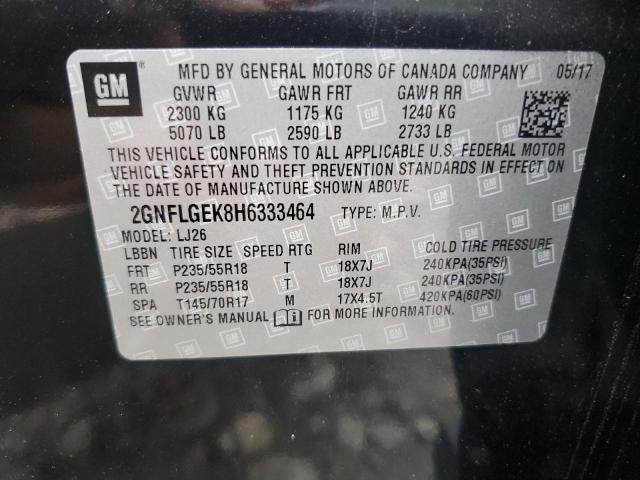 GM ® MFD BY GENERAL MOTORS OF CANADA COMPANY 05/17
GVWR GAWR FRT GAWR RR
2300 KG 1175 KG 1240 KG
5070 LB 2590 LB 2733 LB
THIS VEHICLE CONFORMS TO ALL APPLICABLE U.S. FEDERAL MOTOR
VEHICLE SAFETY AND THEFT PREVENTION STANDARDS IN EFFECT ON
THE DATE OF MANUFACTURE SHOWN ABOVE.
2GNFLGEK8H6333464 TYPE: M.P.V.
MODEL: LJ26
LBBN TIRE SIZE SPEED RTG RIM COLD TIRE PRESSURE
FRT P235/55R18 T 18X7J 240KPA(35PSI)
RR P235/55R18 T 18X7J 240KPA(35PSI)
SPA T145/70R17 M 17X4.5T 420KPA(60PSI)
SEE OWNER'S MANUAL FOR MORE INFORMATION.